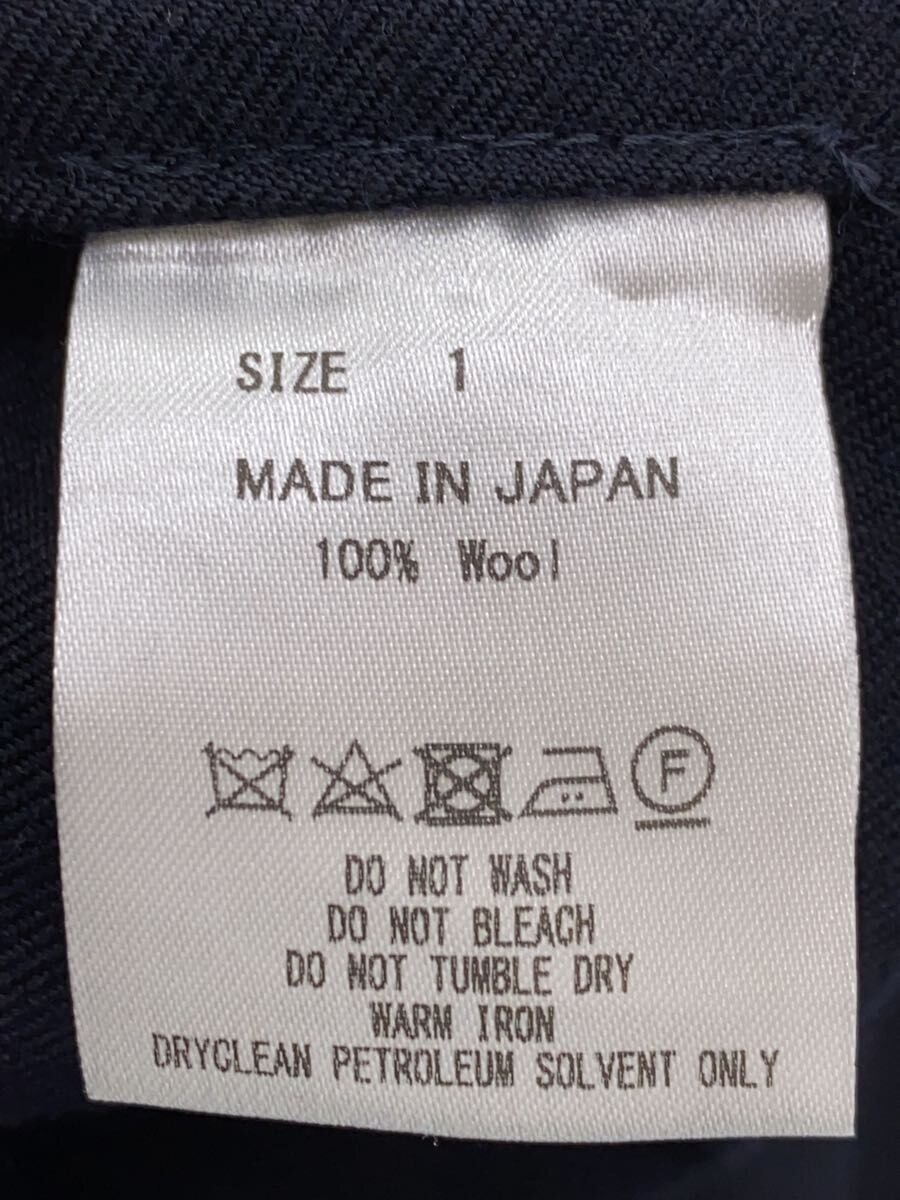 SIZE 1
MADE IN JAPAN
100% Wool
F
DO NOT WASH
DO NOT BLEACH
DO NOT TUMBLE DRY
WARM IRON
DRYCLEAN PETROLEUM SOLVENT ONLY